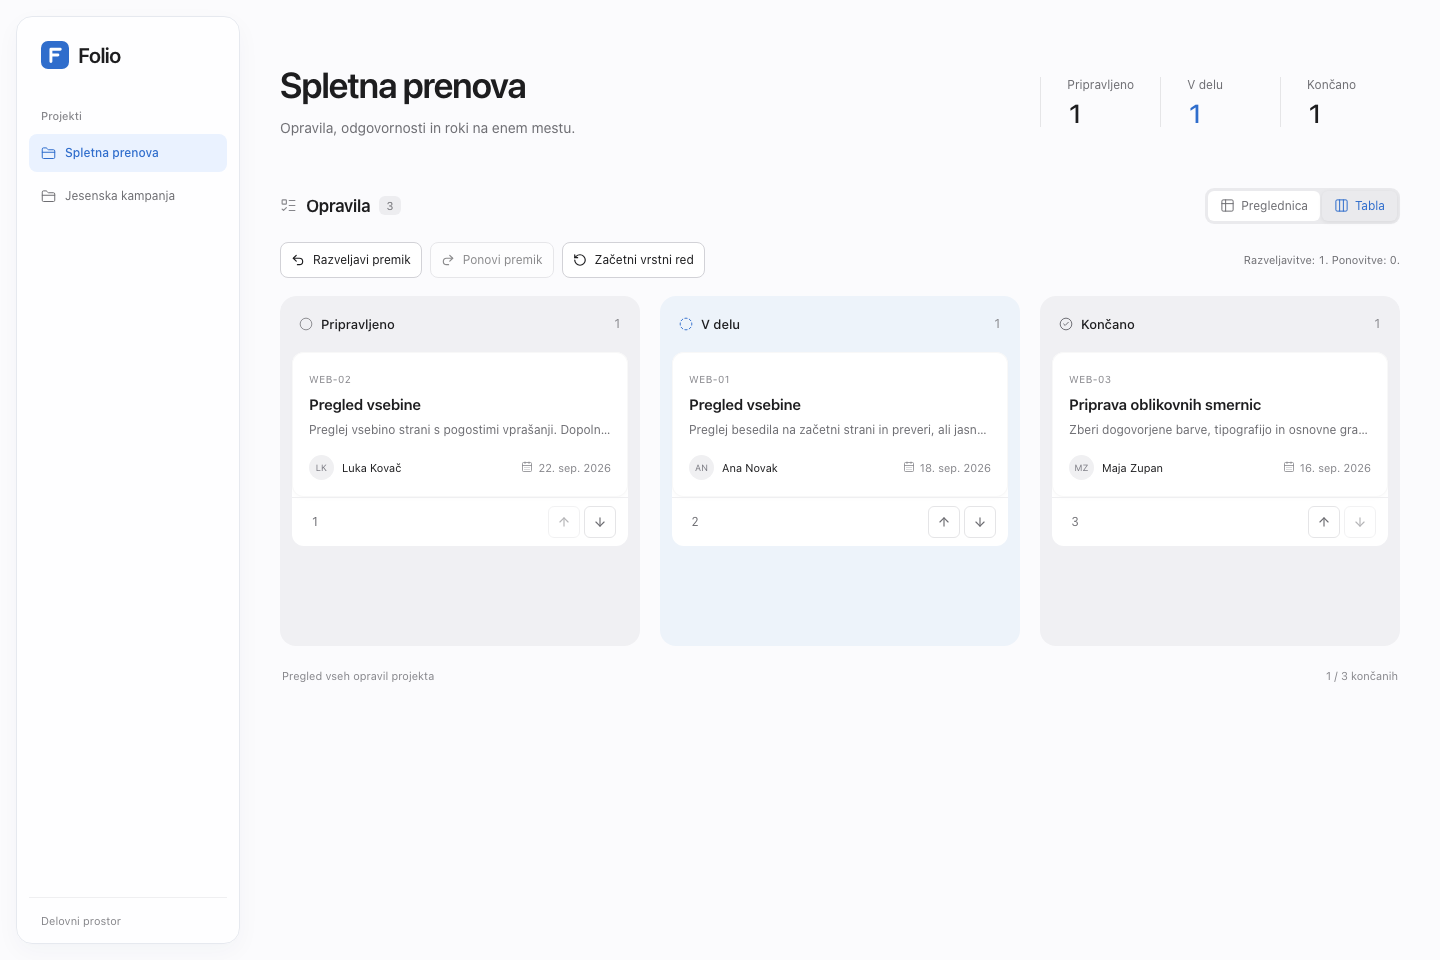 Folio
Projekti
Spletna prenova
Jesenska kampanja
Delovni prostor
Spletna prenova
Opravila, odgovornosti in roki na enem mestu.
Pripravljeno
1
V delu
1
Končano
1
Opravila 3
Preglednica
Tabla
Razveljavi premik
Ponovi premik
Začetni vrstni red
Razveljavitve: 1. Ponovitve: 0.
Pripravljeno 1
WEB-02
Pregled vsebine
Preglej vsebino strani s pogostimi vprašanji. Dopoln...
LK Luka Kovač 22. sep. 2026
1
V delu 1
WEB-01
Pregled vsebine
Preglej besedila na začetni strani in preveri, ali jasn...
AN Ana Novak 18. sep. 2026
2
Končano 1
WEB-03
Priprava oblikovnih smernic
Zberi dogovorjene barve, tipografijo in osnovne gra...
MZ Maja Zupan 16. sep. 2026
3
Pregled vseh opravil projekta
1 / 3 končanih